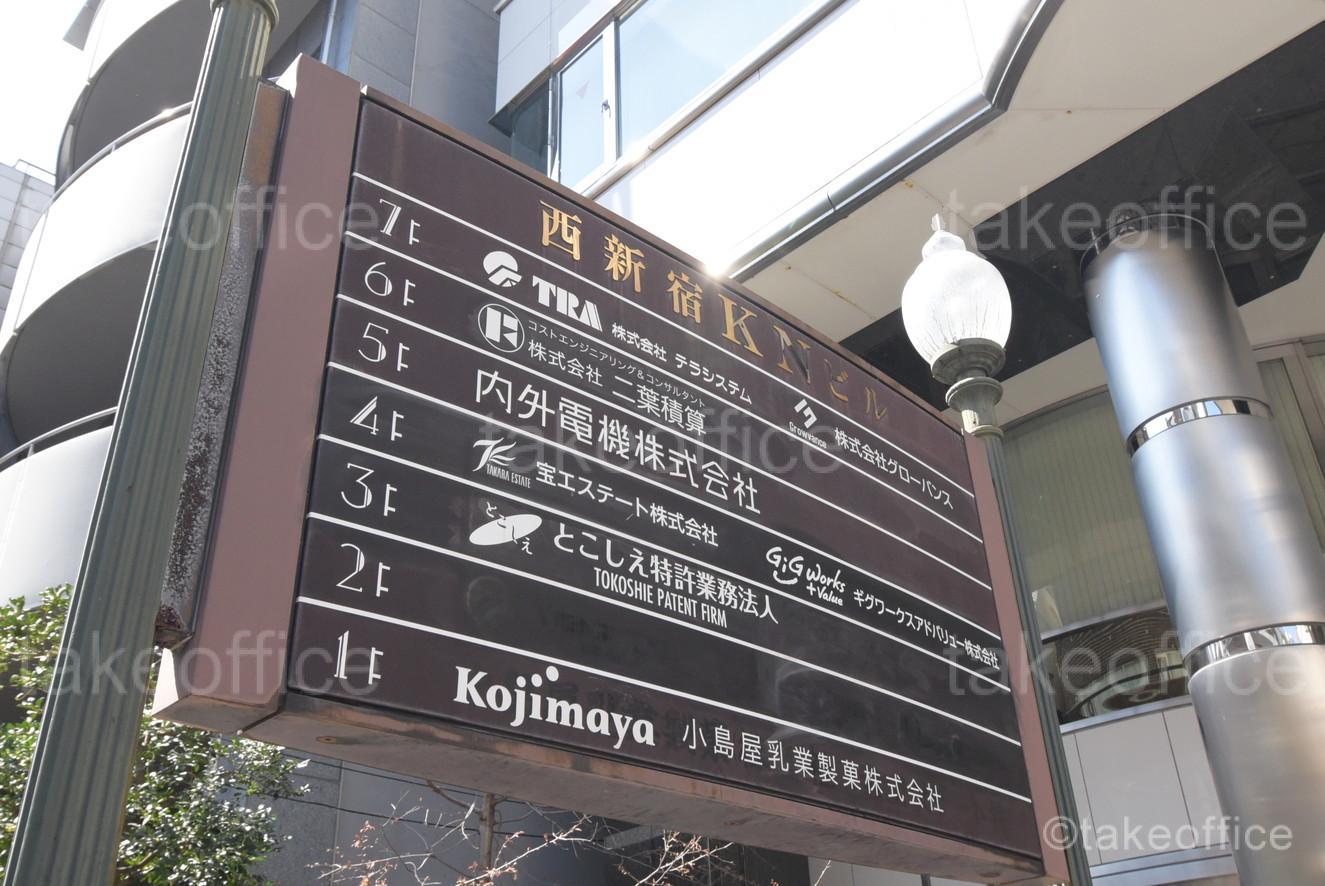 西新宿KNビル
7F TRA 株式会社 テラシステム Growvance 株式会社グローバンス
6F コストエンジニアリング&コンサルタント
株式会社 二葉積算
5F 内外電機株式会社
4F TAKARA ESTATE 宝エステート株式会社 GiG works +Value ギグワークスアドバリュー株式会社
3F とこしえ とこしえ特許業務法人
TOKOSHIE PATENT FIRM
2F
1F Kojimaya 小島屋乳業製菓株式会社
takeoffice
takeoffice
takeoffice
takeoffice
takeoffice
©takeoffice